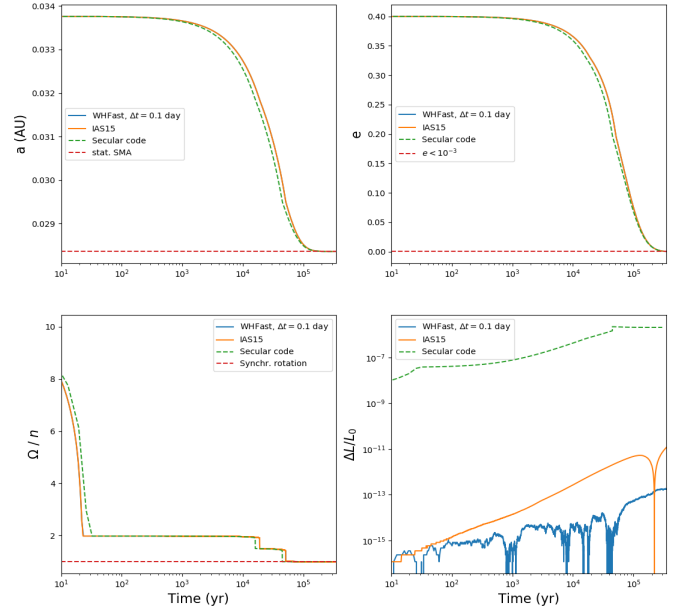 0.034
0.033
0.032
0.031
0.030
0.029
a (AU)
WHFast, Δt = 0.1 day
IAS15
Secular code
stat. SMA
10¹ 10² 10³ 10⁴ 10⁵
0.40
0.35
0.30
0.25
0.20
0.15
0.10
0.05
0.00
e
WHFast, Δt = 0.1 day
IAS15
Secular code
e < 10⁻³
10¹ 10² 10³ 10⁴ 10⁵
10
8
6
4
2
Ω / n
WHFast, Δt = 0.1 day
IAS15
Secular code
Synchr. rotation
10¹ 10² 10³ 10⁴ 10⁵
Time (yr)
10⁻⁷
10⁻⁹
10⁻¹¹
10⁻¹³
10⁻¹⁵
ΔL/L₀
WHFast, Δt = 0.1 day
IAS15
Secular code
10¹ 10² 10³ 10⁴ 10⁵
Time (yr)